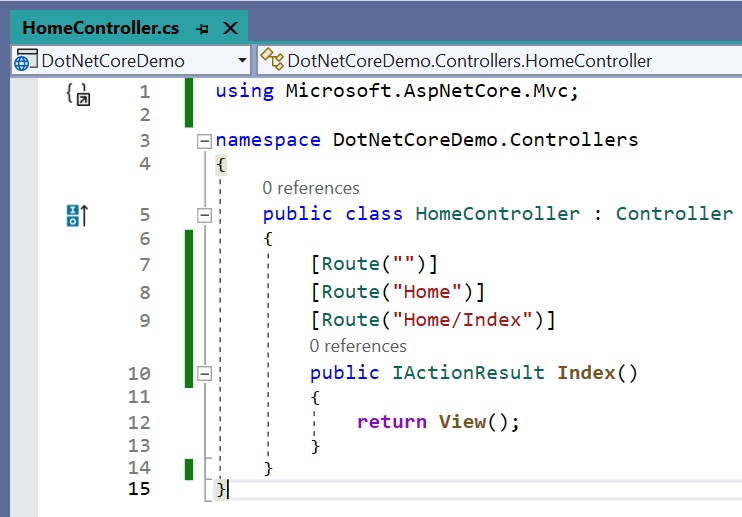 HomeController.cs
DotNetCoreDemo DotNetCoreDemo.Controllers.HomeController
1 using Microsoft.AspNetCore.Mvc;
2
3 namespace DotNetCoreDemo.Controllers
4 {
0 references
5 public class HomeController : Controller
6 {
7 [Route("")]
8 [Route("Home")]
9 [Route("Home/Index")]
0 references
10 public IActionResult Index()
11 {
12 return View();
13 }
14 }
15 }